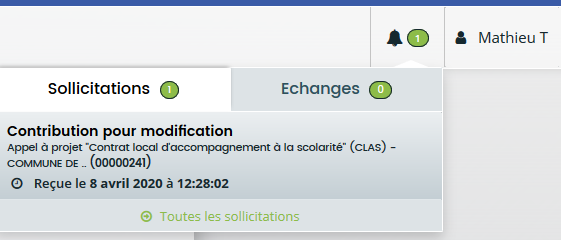 1 Mathieu T
Sollicitations 1 Echanges 0
Contribution pour modification
Appel à projet "Contrat local d'accompagnement à la scolarité" (CLAS) -
COMMUNE DE .. (00000241)
Reçue le 8 avril 2020 à 12:28:02
Toutes les sollicitations